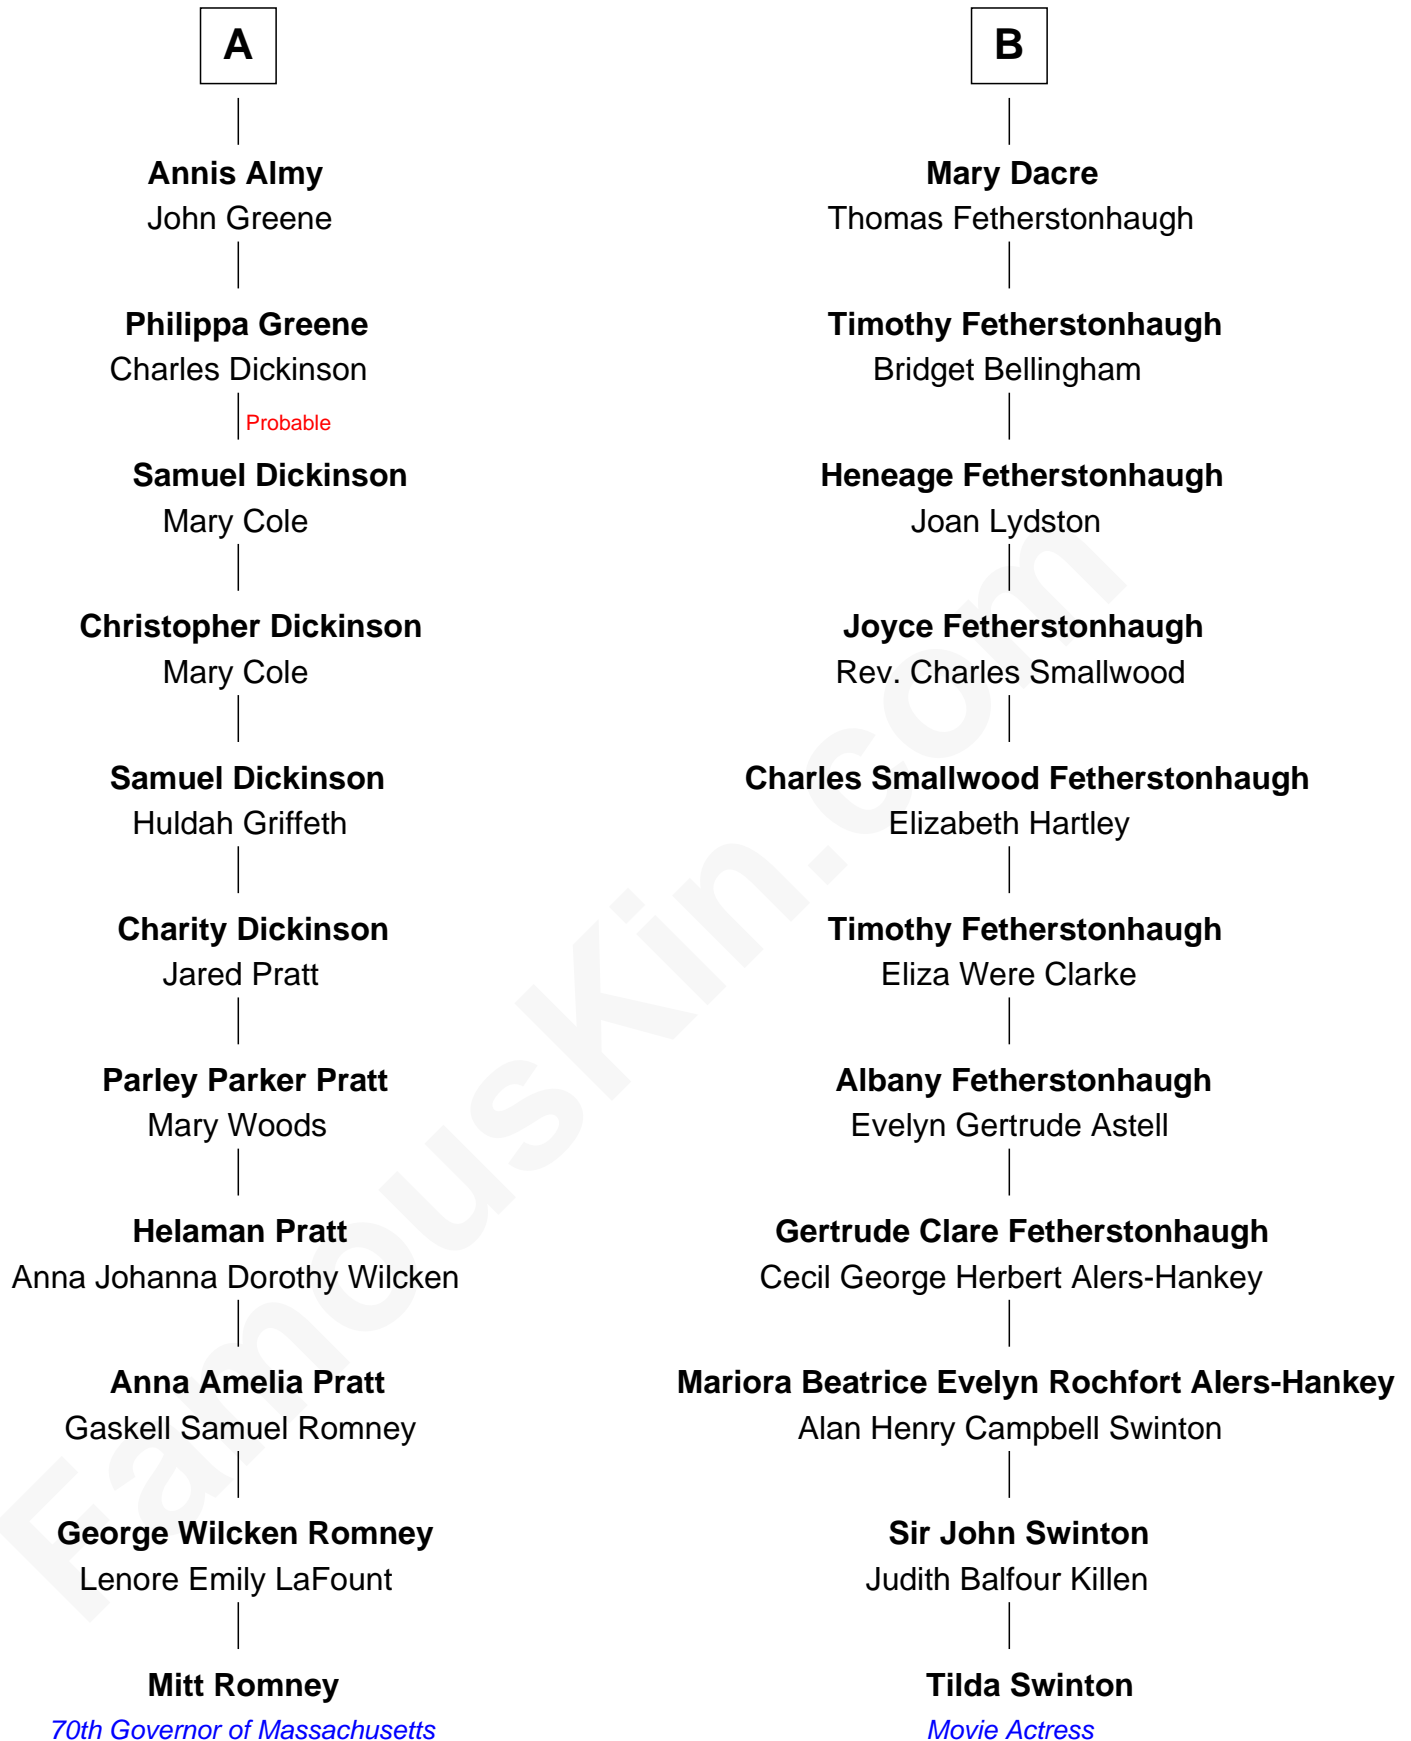 A
Annis Almy
John Greene
Philippa Greene
Charles Dickinson
Probable
Samuel Dickinson
Mary Cole
Christopher Dickinson
Mary Cole
Samuel Dickinson
Huldah Griffeth
Charity Dickinson
Jared Pratt
Parley Parker Pratt
Mary Woods
Helaman Pratt
Anna Johanna Dorothy Wilcken
Anna Amelia Pratt
Gaskell Samuel Romney
George Wilcken Romney
Lenore Emily LaFount
Mitt Romney
70th Governor of Massachusetts
B
Mary Dacre
Thomas Fetherstonhaugh
Timothy Fetherstonhaugh
Bridget Bellingham
Heneage Fetherstonhaugh
Joan Lydston
Joyce Fetherstonhaugh
Rev. Charles Smallwood
Charles Smallwood Fetherstonhaugh
Elizabeth Hartley
Timothy Fetherstonhaugh
Eliza Were Clarke
Albany Fetherstonhaugh
Evelyn Gertrude Astell
Gertrude Clare Fetherstonhaugh
Cecil George Herbert Alers-Hankey
Mariora Beatrice Evelyn Rochfort Alers-Hankey
Alan Henry Campbell Swinton
Sir John Swinton
Judith Balfour Killen
Tilda Swinton
Movie Actress
FamousKin.com